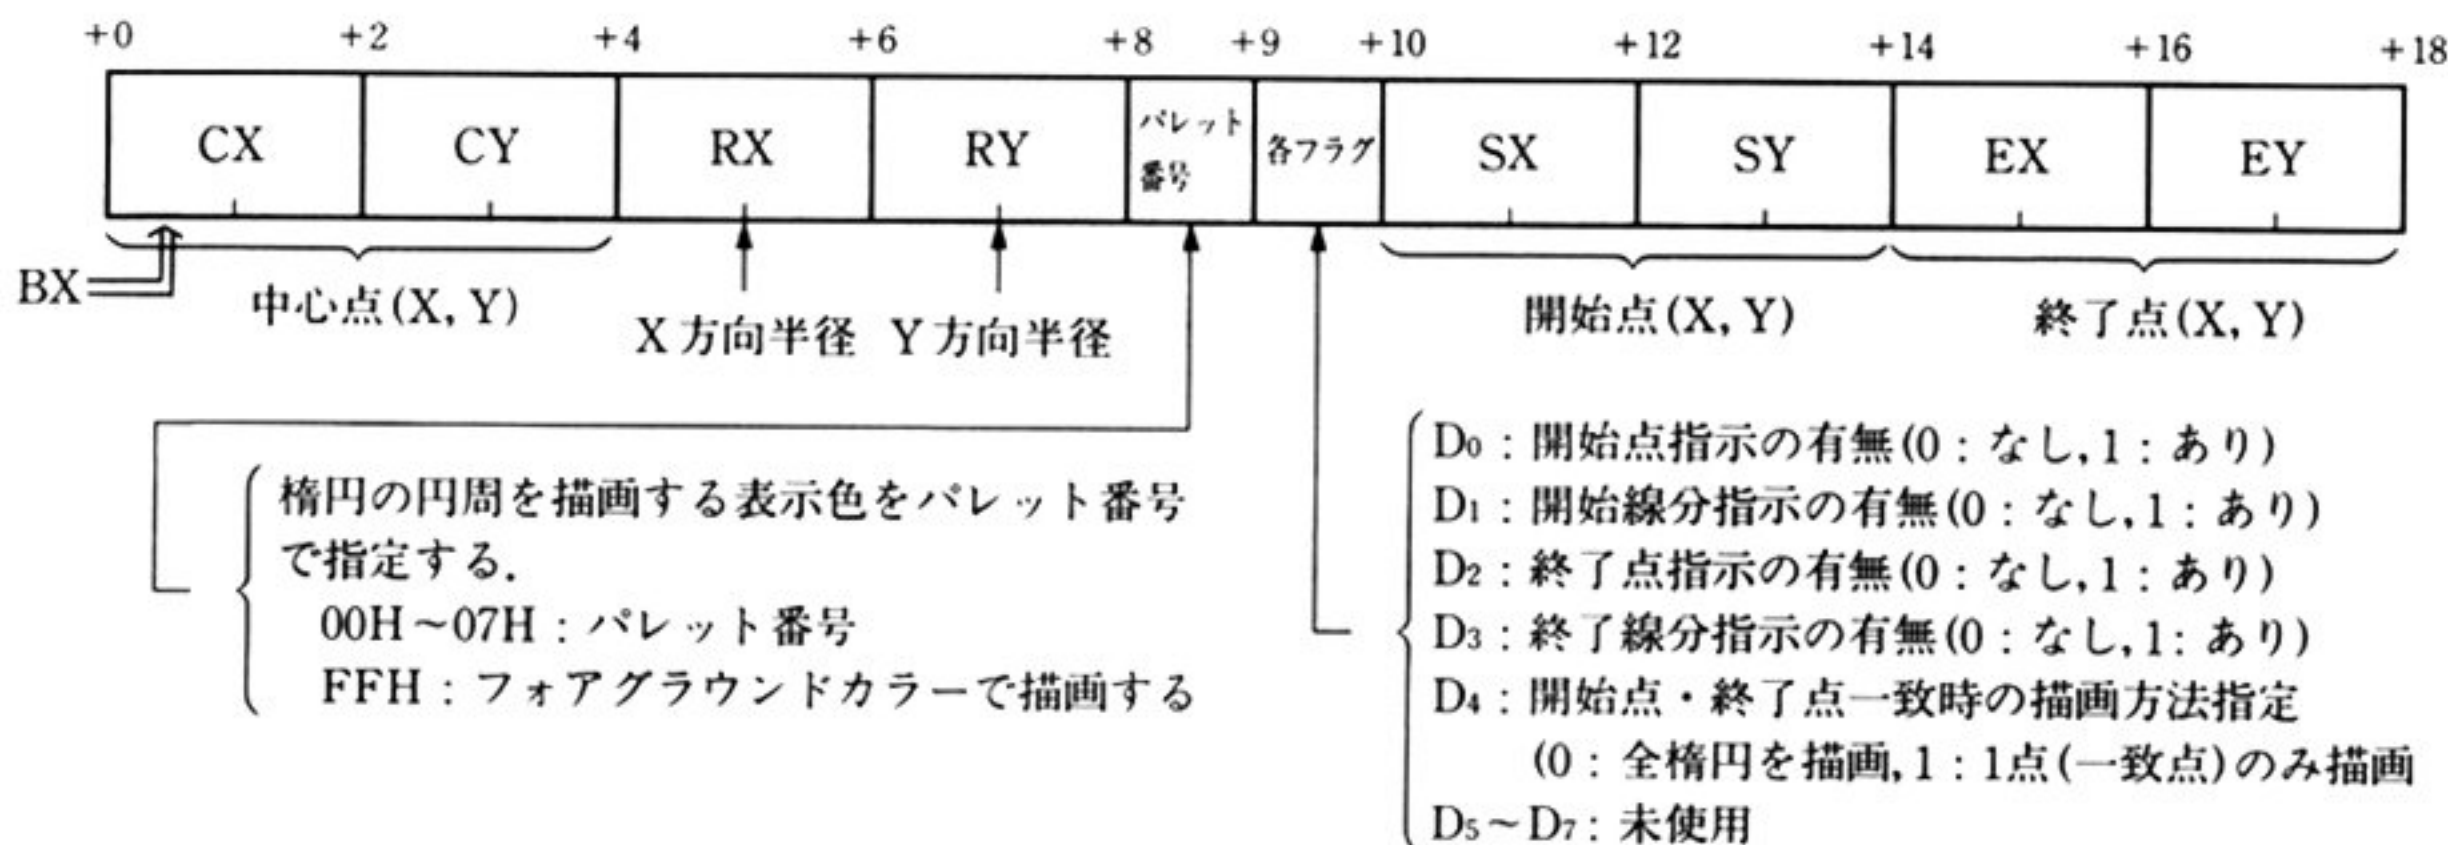 +0 +2 +4 +6 +8 +9 +10 +12 +14 +16 +18
CX CY RX RY パレット番号 各フラグ SX SY EX EY
BX
中心点(X, Y)
X方向半径 Y方向半径
開始点(X, Y) 終了点(X, Y)
楕円の円周を描画する表示色をパレット番号
で指定する.
00H~07H : パレット番号
FFH : フォアグラウンドカラーで描画する
D0 : 開始点指示の有無(0 : なし, 1 : あり)
D1 : 開始線分指示の有無(0 : なし, 1 : あり)
D2 : 終了点指示の有無(0 : なし, 1 : あり)
D3 : 終了線分指示の有無(0 : なし, 1: あり)
D4 : 開始点・終了点一致時の描画方法指定
(0 : 全楕円を描画, 1 : 1点(一致点)のみ描画
D5~D7 : 未使用